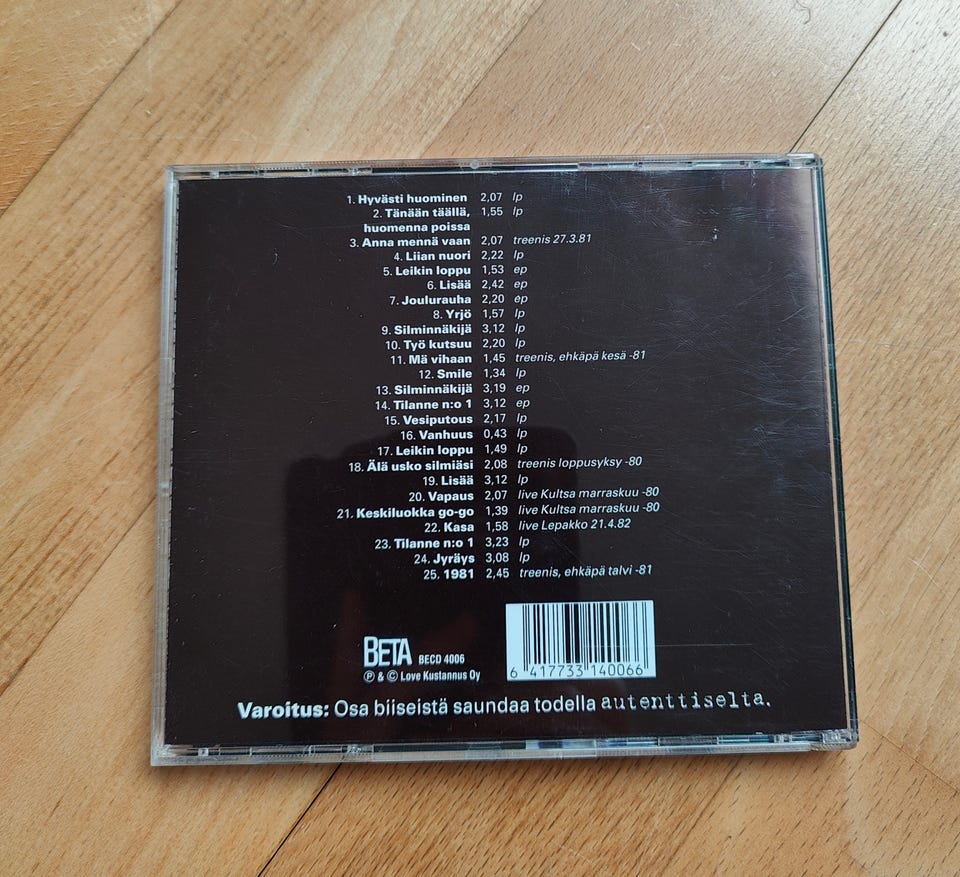 1. Hyvästi huominen 2,07 lp
2. Tänään täällä, 1,55 lp
huomenna poissa
3. Anna mennä vaan 2,07 treenis 27.3.81
4. Liian nuori 2,22 lp
5. Leikin loppu 1,53 ep
6. Lisää 2,42 ep
7. Joulurauha 2,20 ep
8. Yrjö 1,57 lp
9. Silminnäkijä 3,12 lp
10. Työ kutsuu 2,20 lp
11. Mä vihaan 1,45 treenis, ehkäpä kesä -81
12. Smile 1,34 lp
13. Silminnäkijä 3,19 ep
14. Tilanne n:o 1 3,12 ep
15. Vesiputous 2,17 lp
16. Vanhuus 0,43 lp
17. Leikin loppu 1,49 lp
18. Älä usko silmiäsi 2,08 treenis loppusyksy -80
19. Lisää 3,12 lp
20. Vapaus 2,07 live Kultsa marraskuu -80
21. Keskiluokka go-go 1,39 live Kultsa marraskuu -80
22. Kasa 1,58 live Lepakko 21.4.82
23. Tilanne n:o 1 3,23 lp
24. Jyräys 3,08 lp
25. 1981 2,45 treenis, ehkäpä talvi -81
BETA BECD 4006
℗ & © Love Kustannus Oy
6 417733 140066
Varoitus: Osa biiseistä saundaa todella autenttiselta.